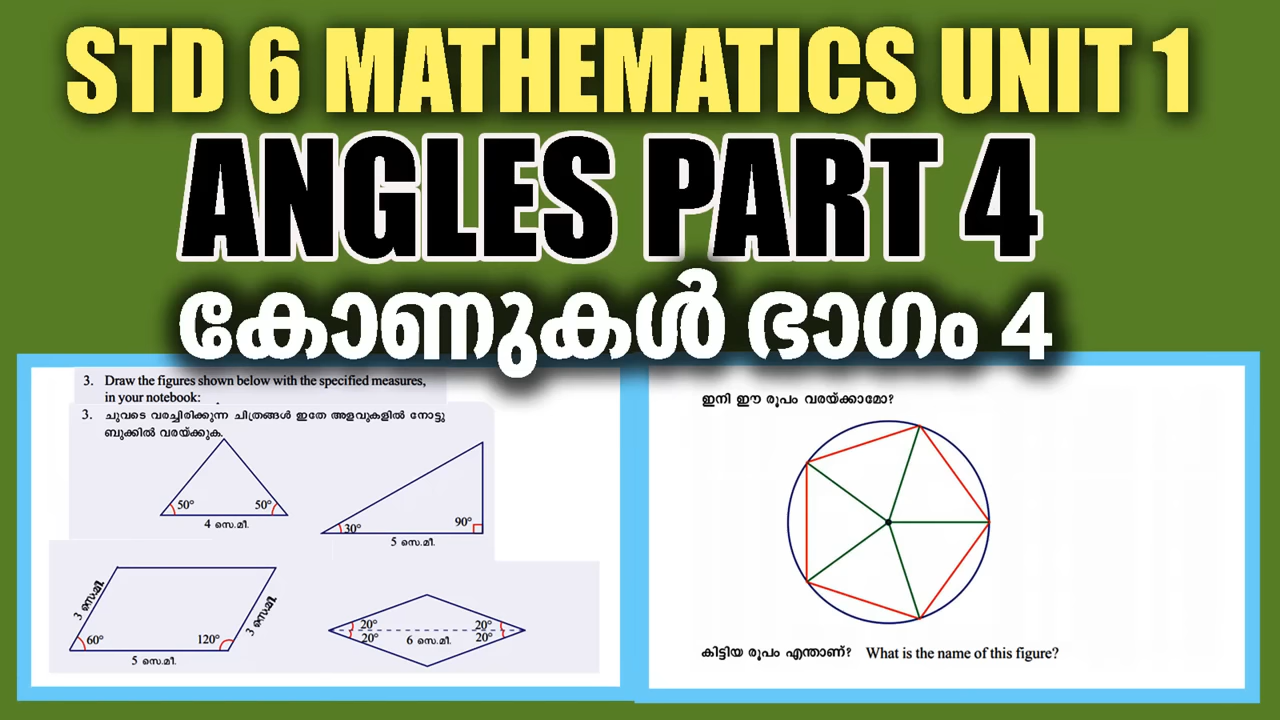 STD 6 MATHEMATICS UNIT 1
ANGLES PART 4
കോണുകൾ ഭാഗം 4
3. Draw the figures shown below with the specified measures,
in your notebook:
3. ചുവടെ വരച്ചിരിക്കുന്ന ചിത്രങ്ങൾ ഇതേ അളവുകളിൽ നോട്ടു
ബുക്കിൽ വരയ്ക്കുക.
50° 50°
4 സെ.മീ.
30° 90°
5 സെ.മീ.
3 സെ.മീ.
60° 120°
3 സെ.മീ.
5 സെ.മീ.
20° 20°
20° 6 സെ.മീ. 20°
ഇനി ഈ രൂപം വരയ്ക്കാമോ?
കിട്ടിയ രൂപം എന്താണ്? What is the name of this figure?